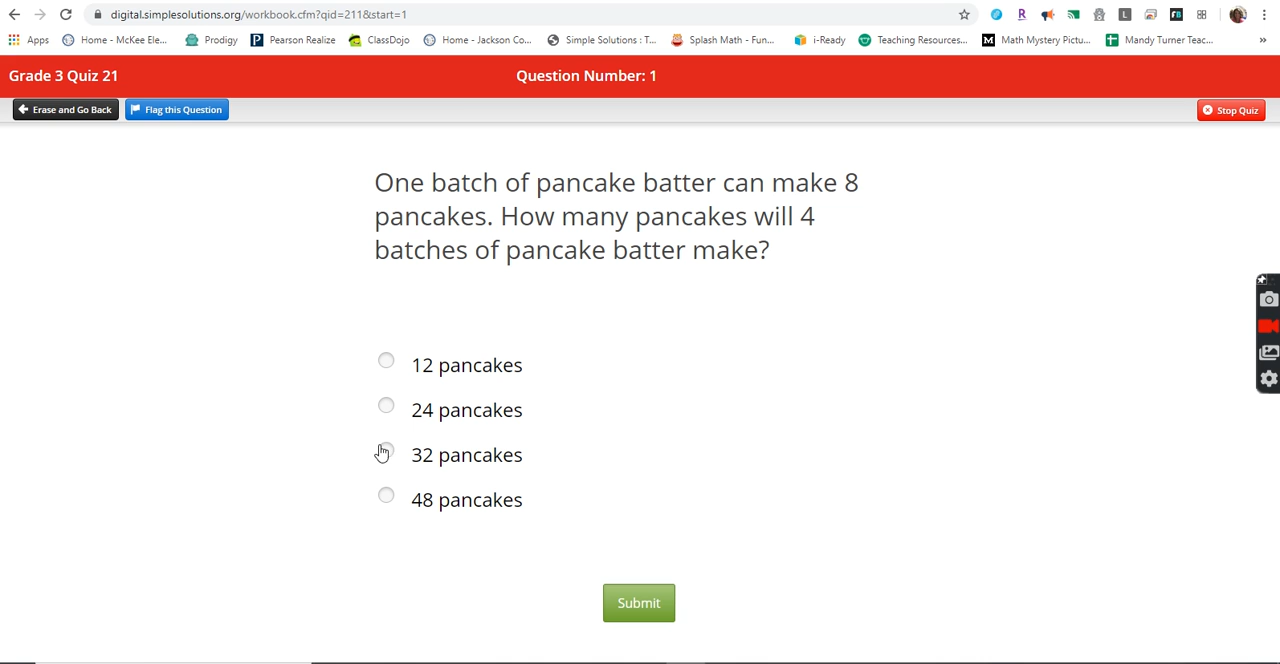 digital.simplesolutions.org/workbook.cfm?qid=211&start=1
Apps
Home - McKee Ele...
Prodigy
Pearson Realize
ClassDojo
Home - Jackson Co...
Simple Solutions : T...
Splash Math - Fun...
i-Ready
Teaching Resources...
Math Mystery Pictu...
Mandy Turner Teac...
»
Grade 3 Quiz 21
Question Number: 1
Erase and Go Back
Flag this Question
Stop Quiz
One batch of pancake batter can make 8
pancakes. How many pancakes will 4
batches of pancake batter make?
12 pancakes
24 pancakes
32 pancakes
48 pancakes
Submit